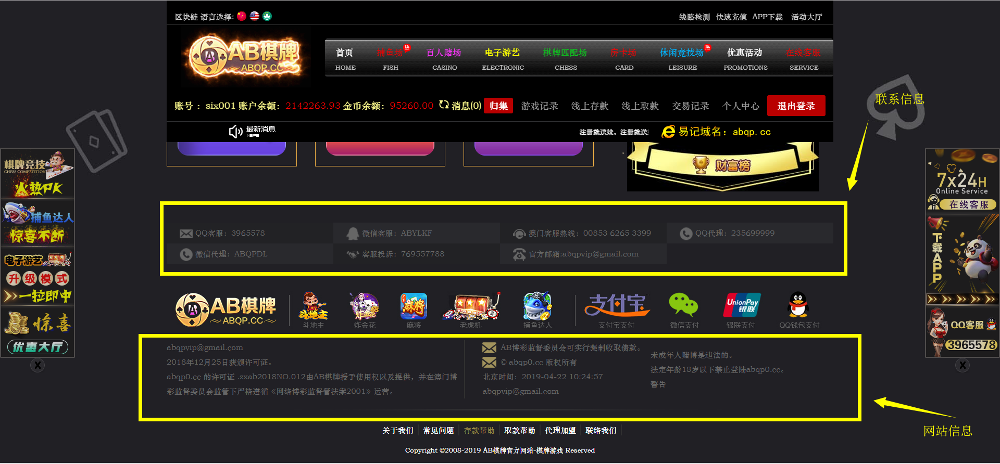 区块链 语言选择:
线路检测 快速充值 APP下载 活动大厅
AB棋牌
ABQP.CC
首页 捕鱼场 热 百人赌场 电子游艺 棋牌匹配场 房卡场 休闲竞技场 热 优惠活动 在线客服
HOME FISH CASINO ELECTRONIC CHESS CARD LEISURE PROMOTIONS SERVICE
账号 : six001 账户余额: 2142263.93 金币余额: 95260.00 消息(0) 归集 游戏记录 线上存款 线上取款 交易记录 个人中心 退出登录
最新消息
NEWS
注册就送妹，注册就送
易记域名: abqp.cc
联系信息
财富榜
棋牌竞技
CHESS COMPETITION
火热PK
捕鱼达人
惊喜不断
电子游艺
升级模式
一拉即中
惊喜
优惠大厅
X
7x24H
Online Service
在线客服
下载APP
QQ客服
3965578
X
QQ客服: 3965578
微信客服: ABYLKF
澳门客服热线: 00853 6265 3399
QQ代理: 235699999
微信代理: ABQPDL
客服投诉: 769557788
官方邮箱:abqpvip@gmail.com
AB棋牌
ABQP.CC
斗地主
炸金花
麻将
支付宝
UnionPay
银联
斗地主 炸金花 麻将 老虎机 捕鱼达人 支付宝支付 微信支付 银联支付 QQ钱包支付
abqpvip@gmail.com
2018年12月25日获颁许可证。
abqp0.cc 的许可证 .zxab2018NO.012由AB棋牌授予使用权以及提供，并在澳门博
彩监督委员会监管下严格遵循《网络博彩监督管法案2001》运营。
AB博彩监督委员会可实行强制收取债款。
© abqp0.cc 版权所有
北京时间: 2019-04-22 10:24:57
abqpvip@gmail.com
未成年人赌博是违法的。
法定年龄18岁以下禁止登陆abqp0.cc。
警告
网站信息
关于我们 常见问题 存款帮助 取款帮助 代理加盟 联络我们
Copyright ©2008-2019 AB棋牌官方网站-棋牌游戏 Reserved